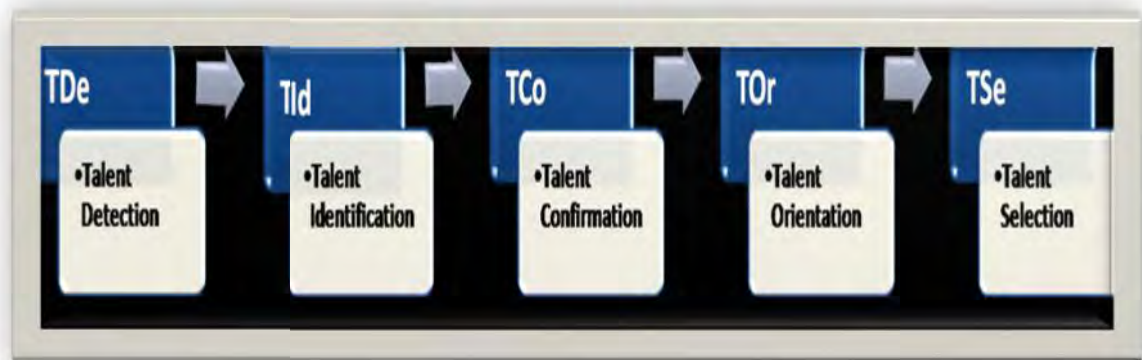 TDe
•Talent
Detection
TId
•Talent
Identification
TCo
•Talent
Confirmation
TOr
•Talent
Orientation
TSe
•Talent
Selection